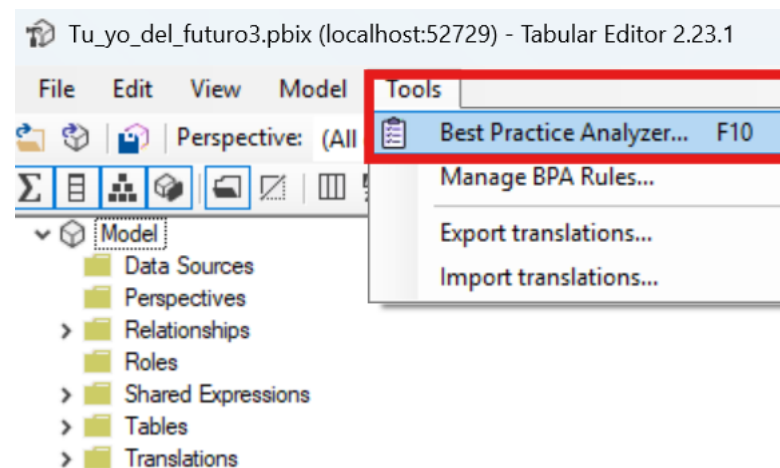 Tu_yo_del_futuro3.pbix (localhost:52729) - Tabular Editor 2.23.1
File Edit View Model Tools
Perspective: (All
Best Practice Analyzer... F10
Manage BPA Rules...
Export translations...
Import translations...
Model
Data Sources
Perspectives
Relationships
Roles
Shared Expressions
Tables
Translations